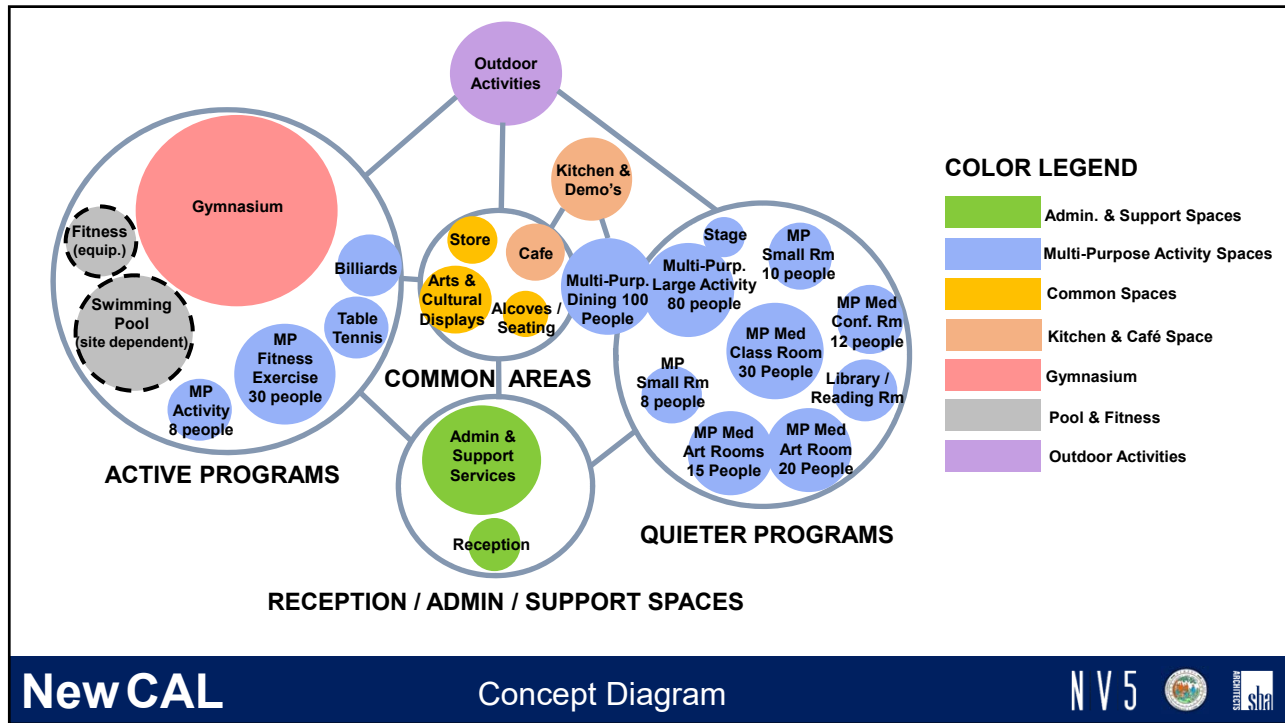 Outdoor
Activities
Gymnasium
Fitness
(equip.)
Swimming
Pool
(site dependent)
Billiards
Table
Tennis
MP
Fitness
Exercise
30 people
MP
Activity
8 people
ACTIVE PROGRAMS
Kitchen &
Demo's
Store
Cafe
Arts &
Cultural
Displays
Alcoves /
Seating
COMMON AREAS
Multi-Purp.
Dining 100
People
Stage
Multi-Purp.
Large Activity
80 people
MP
Small Rm
10 people
MP Med
Conf. Rm
12 people
MP Med
Class Room
30 People
MP
Small Rm
8 people
Library /
Reading Rm
MP Med
Art Rooms
15 People
MP Med
Art Room
20 People
QUIETER PROGRAMS
Admin &
Support
Services
Reception
RECEPTION / ADMIN / SUPPORT SPACES
COLOR LEGEND
Admin. & Support Spaces
Multi-Purpose Activity Spaces
Common Spaces
Kitchen & Café Space
Gymnasium
Pool & Fitness
Outdoor Activities
New CAL
Concept Diagram
NV5
ARCHITECTS
sba